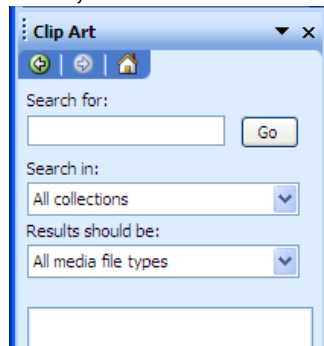 Clip Art
Search for:
Go
Search in:
All collections
Results should be:
All media file types